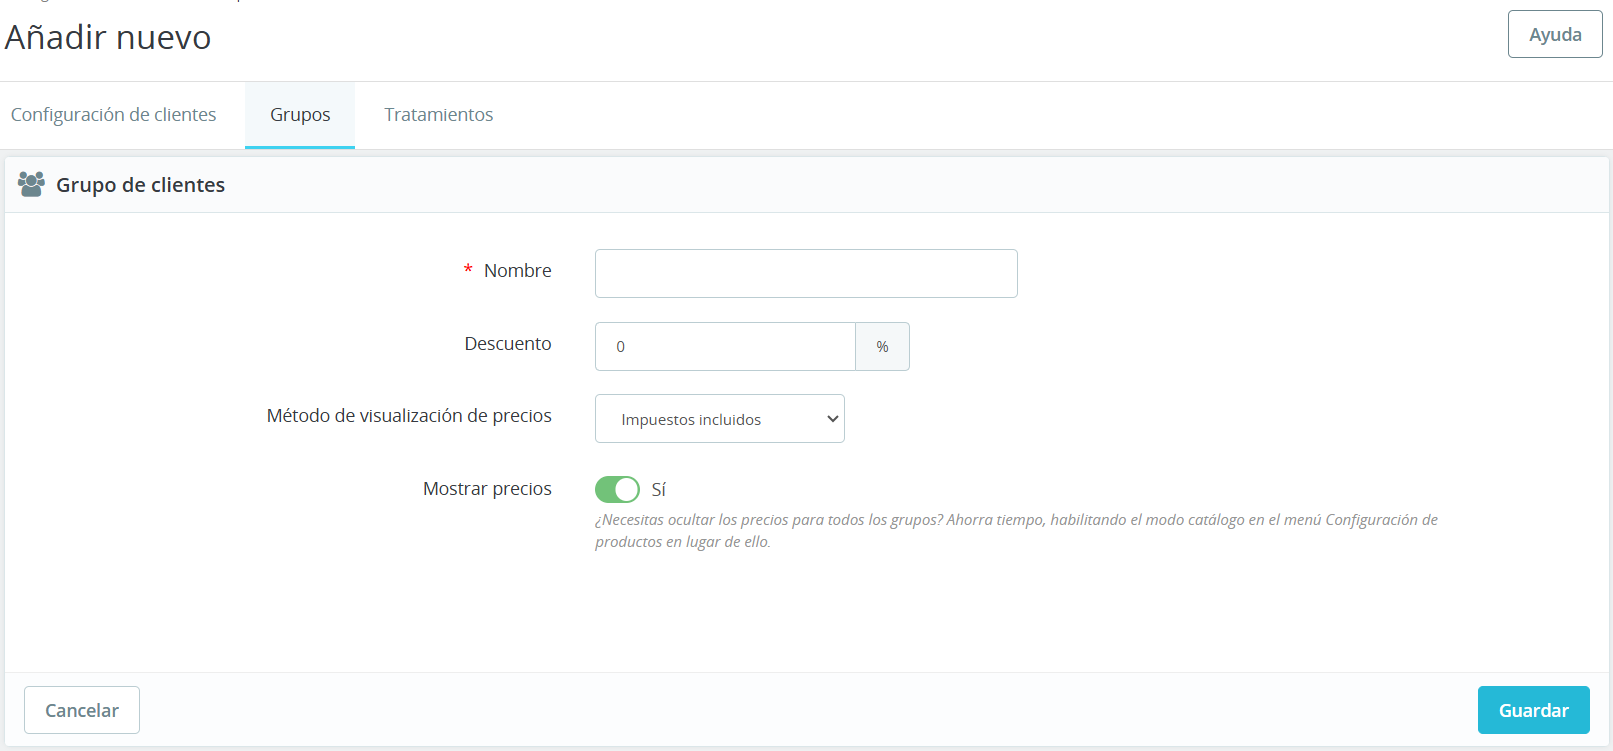 Añadir nuevo
Ayuda
Configuración de clientes
Grupos
Tratamientos
Grupo de clientes
* Nombre
Descuento
0
%
Método de visualización de precios
Impuestos incluidos
Mostrar precios
Sí
¿Necesitas ocultar los precios para todos los grupos? Ahorra tiempo, habilitando el modo catálogo en el menú Configuración de
productos en lugar de ello.
Cancelar
Guardar